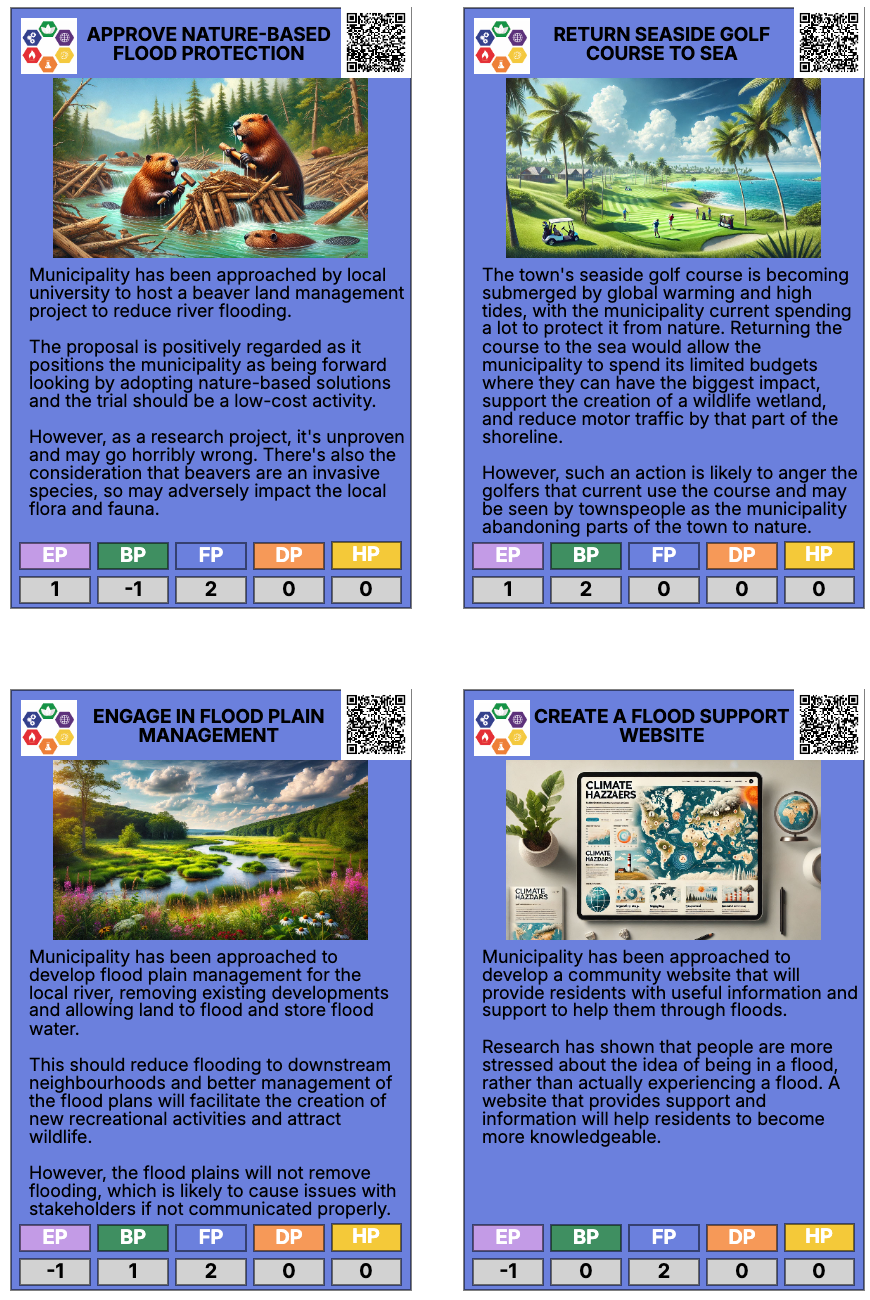 APPROVE NATURE-BASED
FLOOD PROTECTION
Municipality has been approached by local
university to host a beaver land management
project to reduce river flooding.
The proposal is positively regarded as it
positions the municipality as being forward
looking by adopting nature-based solutions
and the trial should be a low-cost activity.
However, as a research project, it's unproven
and may go horribly wrong. There's also the
consideration that beavers are an invasive
species, so may adversely impact the local
flora and fauna.
EP BP FP DP HP
1 -1 2 0 0
RETURN SEASIDE GOLF
COURSE TO SEA
The town's seaside golf course is becoming
submerged by global warming and high
tides, with the municipality current spending
a lot to protect it from nature. Returning the
course to the sea would allow the
municipality to spend its limited budgets
where they can have the biggest impact,
support the creation of a wildlife wetland,
and reduce motor traffic by that part of the
shoreline.
However, such an action is likely to anger the
golfers that current use the course and may
be seen by townspeople as the municipality
abandoning parts of the town to nature.
EP BP FP DP HP
1 2 0 0 0
ENGAGE IN FLOOD PLAIN
MANAGEMENT
Municipality has been approached to
develop flood plain management for the
local river, removing existing developments
and allowing land to flood and store flood
water.
This should reduce flooding to downstream
neighbourhoods and better management of
the flood plans will facilitate the creation of
new recreational activities and attract
wildlife.
However, the flood plains will not remove
flooding, which is likely to cause issues with
stakeholders if not communicated properly.
EP BP FP DP HP
-1 1 2 0 0
CREATE A FLOOD SUPPORT
WEBSITE
CLIMATE
HAZZAERS
CLIMATE
HAZDARS
CLIMATE
Municipality has been approached to
develop a community website that will
provide residents with useful information and
support to help them through floods.
Research has shown that people are more
stressed about the idea of being in a flood,
rather than actually experiencing a flood. A
website that provides support and
information will help residents to become
more knowledgeable.
EP BP FP DP HP
-1 0 2 0 0